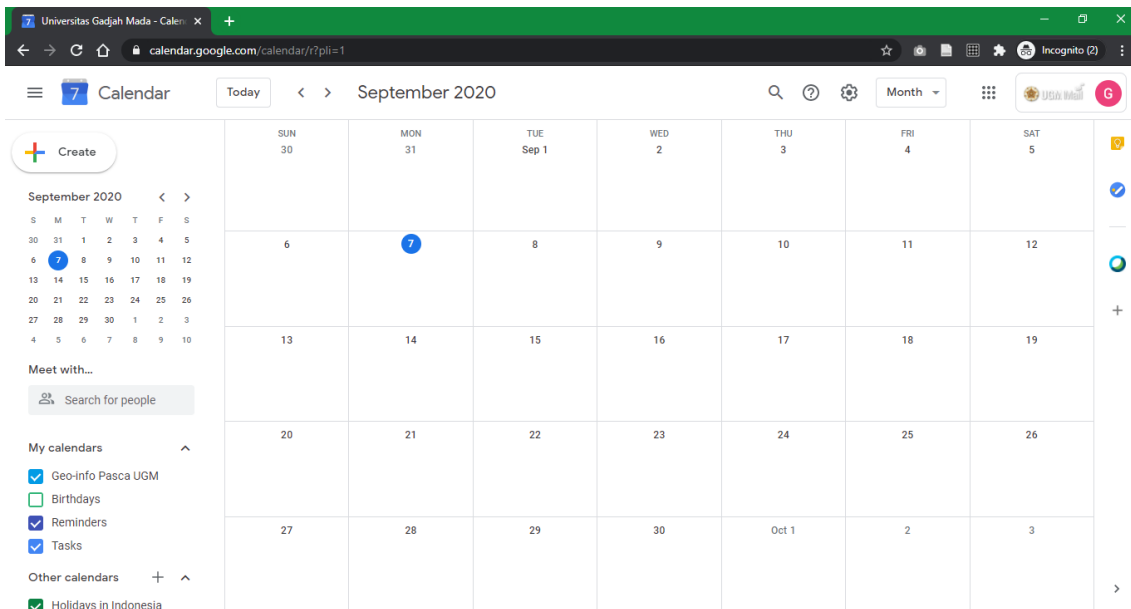 7 Universitas Gadjah Mada - Calen
calendar.google.com/calendar/r?pli=1
Incognito (2)
7 Calendar
Today
September 2020
Month
UGM Mail
G
Create
September 2020
S M T W T F S
30 31 1 2 3 4 5
6 7 8 9 10 11 12
13 14 15 16 17 18 19
20 21 22 23 24 25 26
27 28 29 30 1 2 3
4 5 6 7 8 9 10
Meet with...
Search for people
My calendars
Geo-info Pasca UGM
Birthdays
Reminders
Tasks
Other calendars
Holidays in Indonesia
SUN MON TUE WED THU FRI SAT
30 31 Sep 1 2 3 4 5
6 7 8 9 10 11 12
13 14 15 16 17 18 19
20 21 22 23 24 25 26
27 28 29 30 Oct 1 2 3